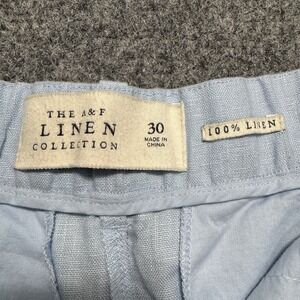 THE A&F
LINEN
COLLECTION
30
MADE IN
CHINA
100% LINEN